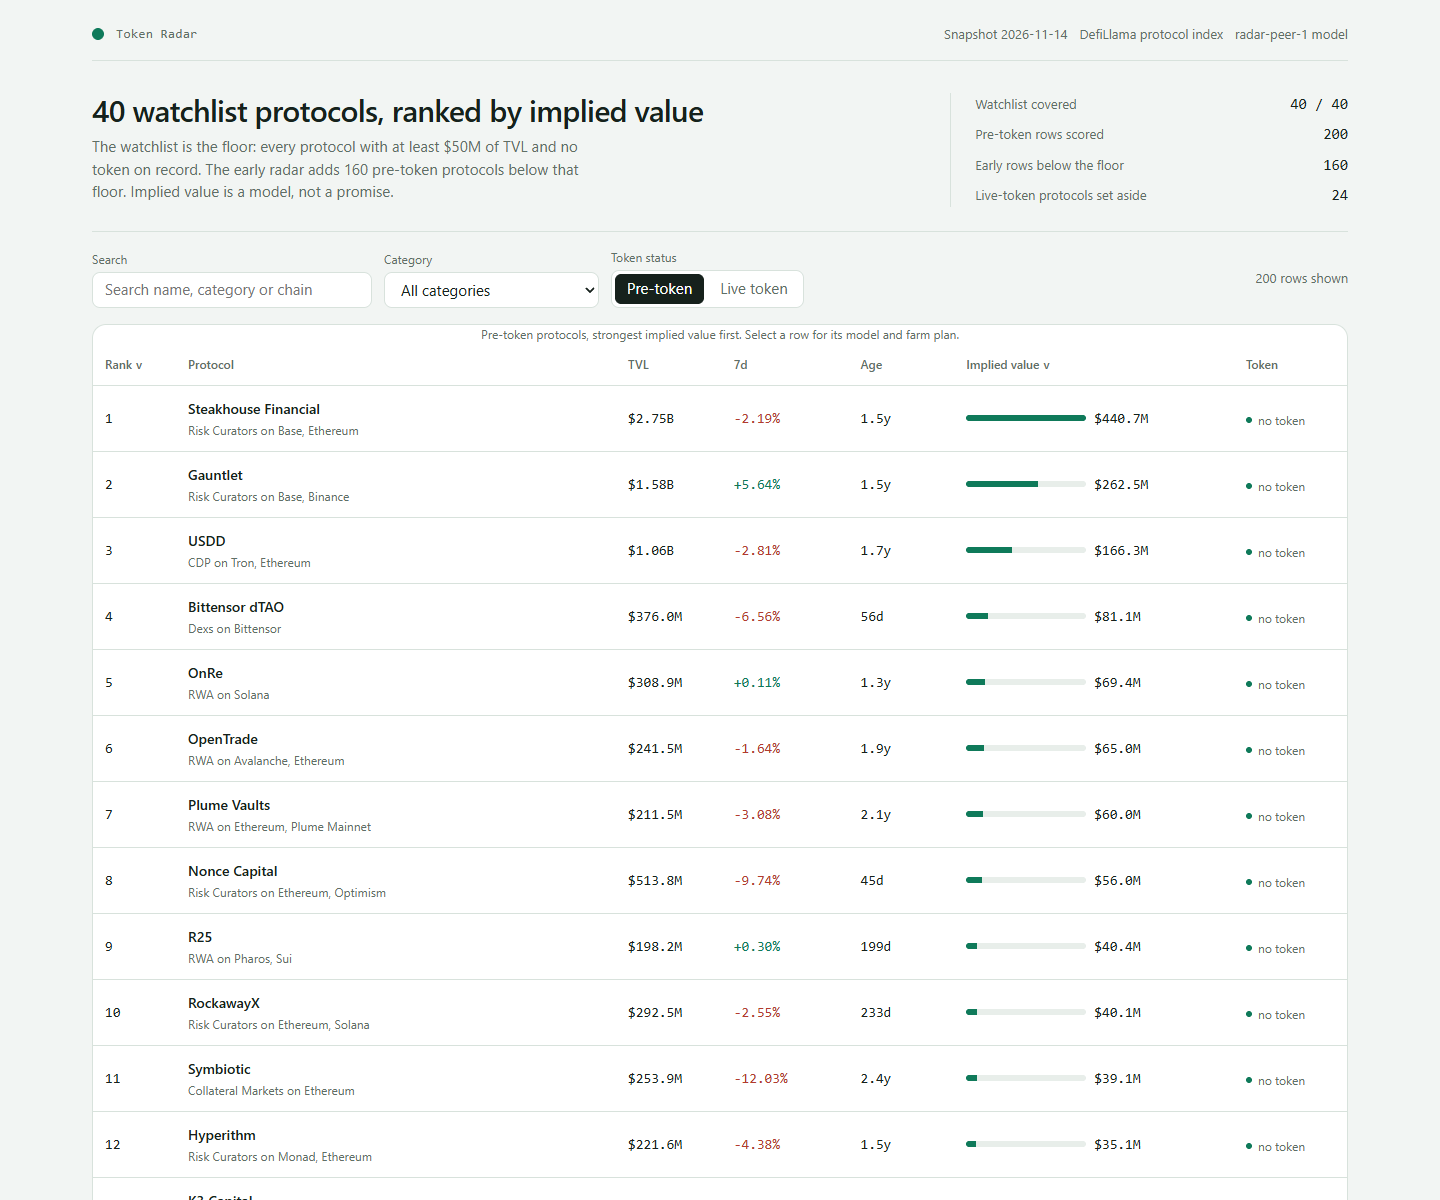 Token Radar
Snapshot 2026-11-14 DefiLlama protocol index radar-peer-1 model
40 watchlist protocols, ranked by implied value
The watchlist is the floor: every protocol with at least $50M of TVL and no
token on record. The early radar adds 160 pre-token protocols below that
floor. Implied value is a model, not a promise.
Watchlist covered 40 / 40
Pre-token rows scored 200
Early rows below the floor 160
Live-token protocols set aside 24
Search
Search name, category or chain
Category
All categories
Token status
Pre-token Live token
200 rows shown
Pre-token protocols, strongest implied value first. Select a row for its model and farm plan.
Rank v Protocol TVL 7d Age Implied value v Token
1 Steakhouse Financial $2.75B -2.19% 1.5y $440.7M no token
Risk Curators on Base, Ethereum
2 Gauntlet $1.58B +5.64% 1.5y $262.5M no token
Risk Curators on Base, Binance
3 USDD $1.06B -2.81% 1.7y $166.3M no token
CDP on Tron, Ethereum
4 Bittensor dTAO $376.0M -6.56% 56d $81.1M no token
Dexs on Bittensor
5 OnRe $308.9M +0.11% 1.3y $69.4M no token
RWA on Solana
6 OpenTrade $241.5M -1.64% 1.9y $65.0M no token
RWA on Avalanche, Ethereum
7 Plume Vaults $211.5M -3.08% 2.1y $60.0M no token
RWA on Ethereum, Plume Mainnet
8 Nonce Capital $513.8M -9.74% 45d $56.0M no token
Risk Curators on Ethereum, Optimism
9 R25 $198.2M +0.30% 199d $40.4M no token
RWA on Pharos, Sui
10 RockawayX $292.5M -2.55% 233d $40.1M no token
Risk Curators on Ethereum, Solana
11 Symbiotic $253.9M -12.03% 2.4y $39.1M no token
Collateral Markets on Ethereum
12 Hyperithm $221.6M -4.38% 1.5y $35.1M no token
Risk Curators on Monad, Ethereum